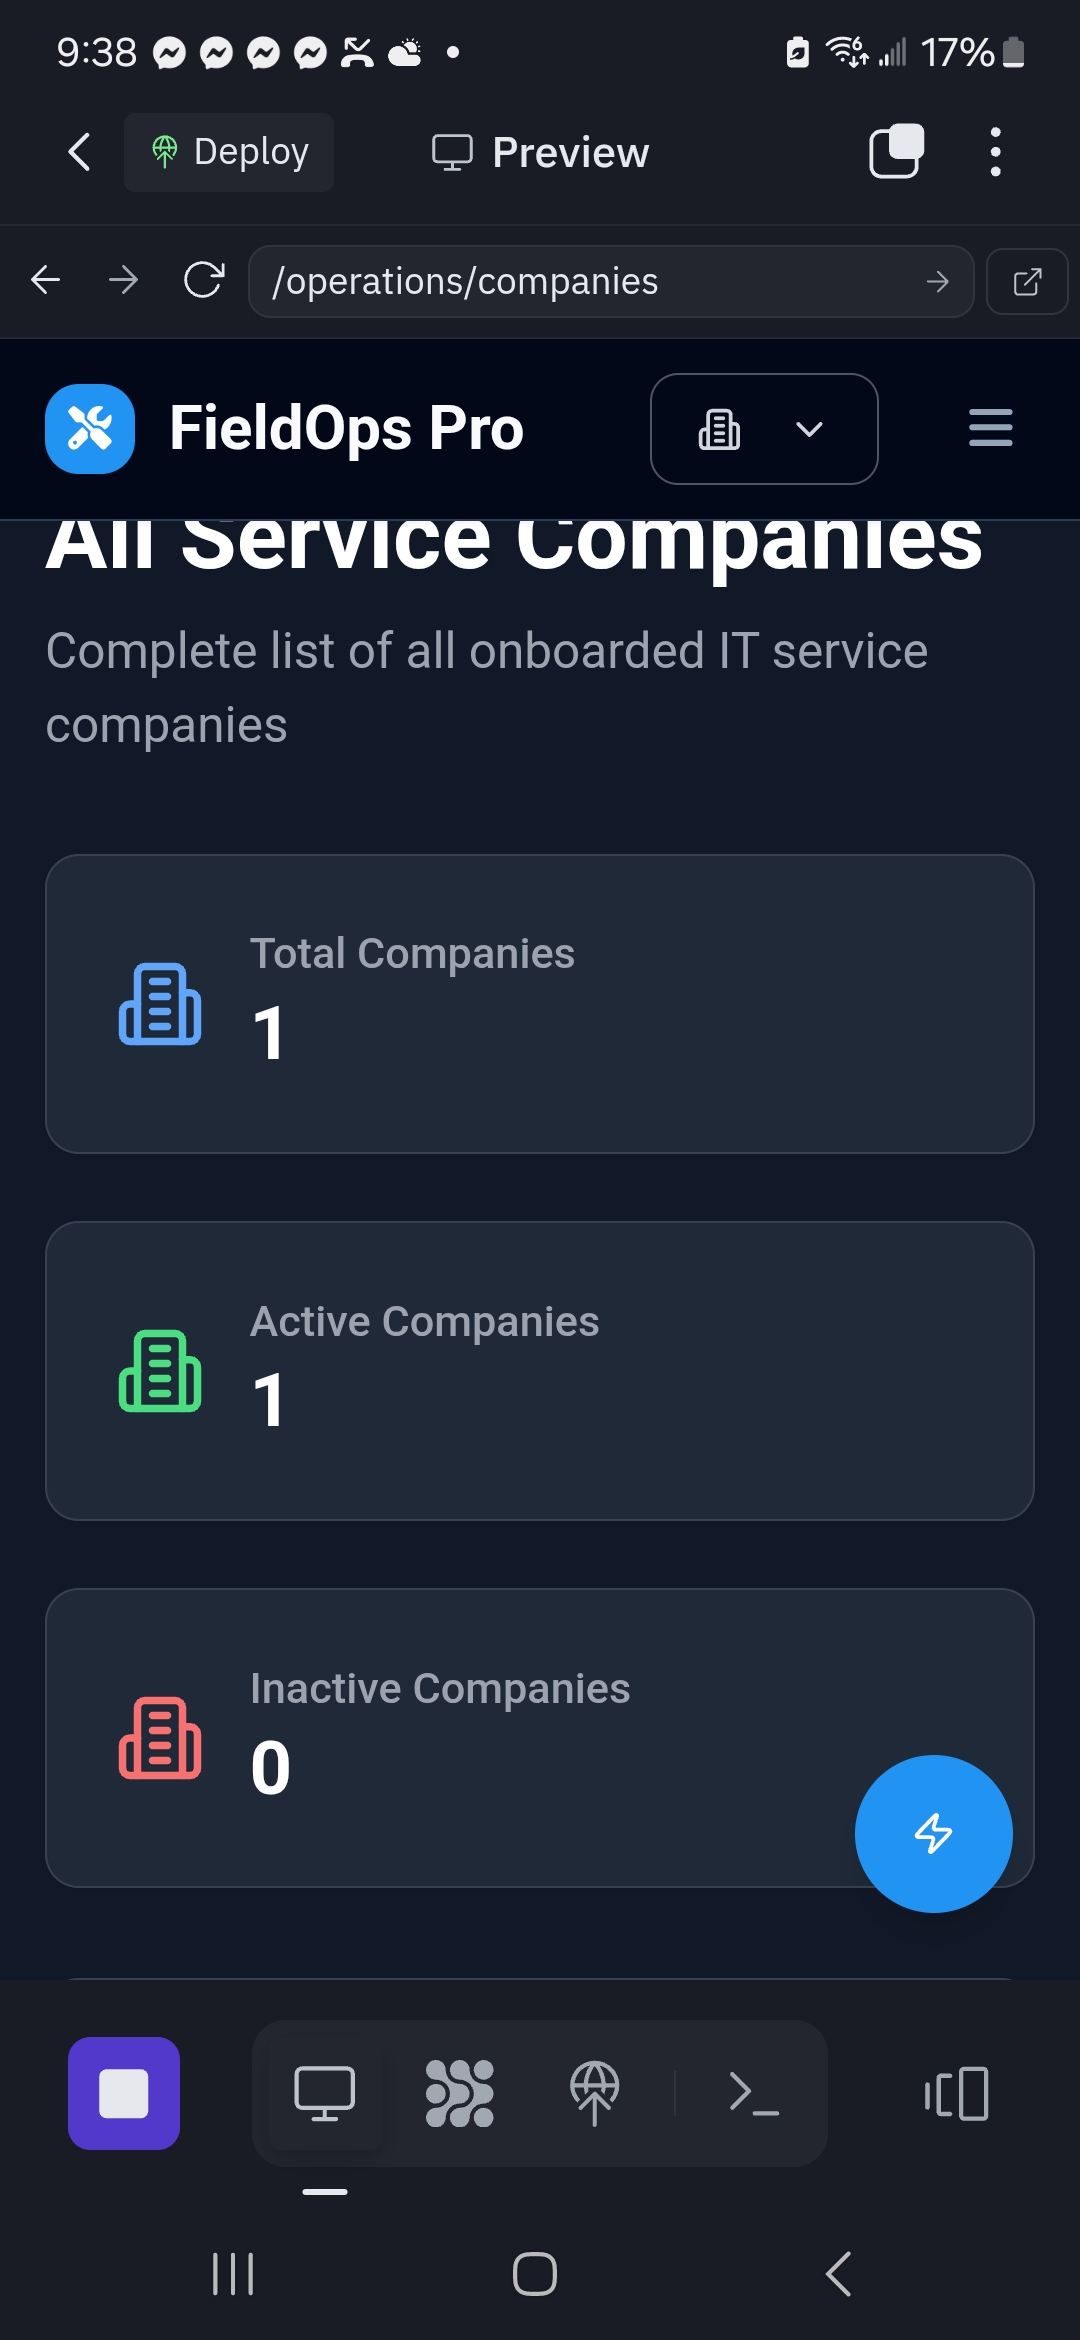 9:38
17%
Deploy
Preview
/operations/companies
FieldOps Pro
All Service Companies
Complete list of all onboarded IT service
companies
Total Companies
1
Active Companies
1
Inactive Companies
0